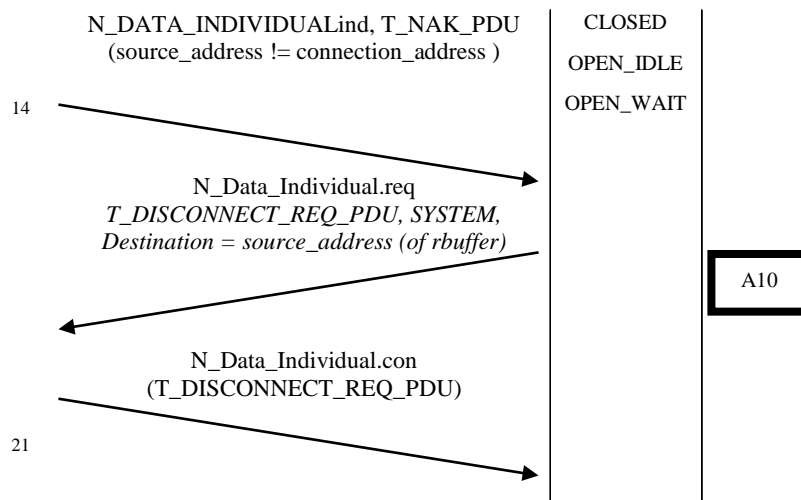 N_DATA_INDIVIDUALind, T_NAK_PDU
(source_address != connection_address )
CLOSED
OPEN_IDLE
OPEN_WAIT
14
N_Data_Individual.req
T_DISCONNECT_REQ_PDU, SYSTEM,
Destination = source_address (of rbuffer)
A10
N_Data_Individual.con
(T_DISCONNECT_REQ_PDU)
21